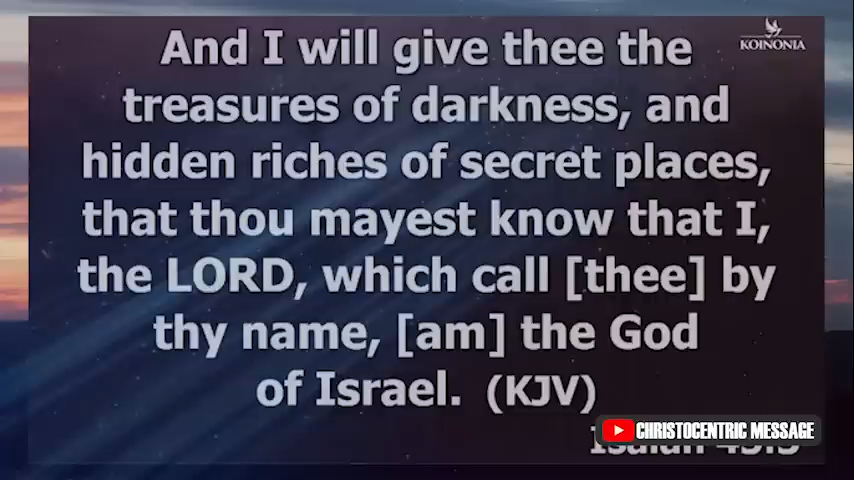 And I will give thee the
KOINONIA
treasures of darkness, and
hidden riches of secret places,
that thou mayest know that I,
the LORD, which call [thee] by
thy name, [am] the God
of Israel. (KJV)
CHRISTOCENTRIC MESSAGE